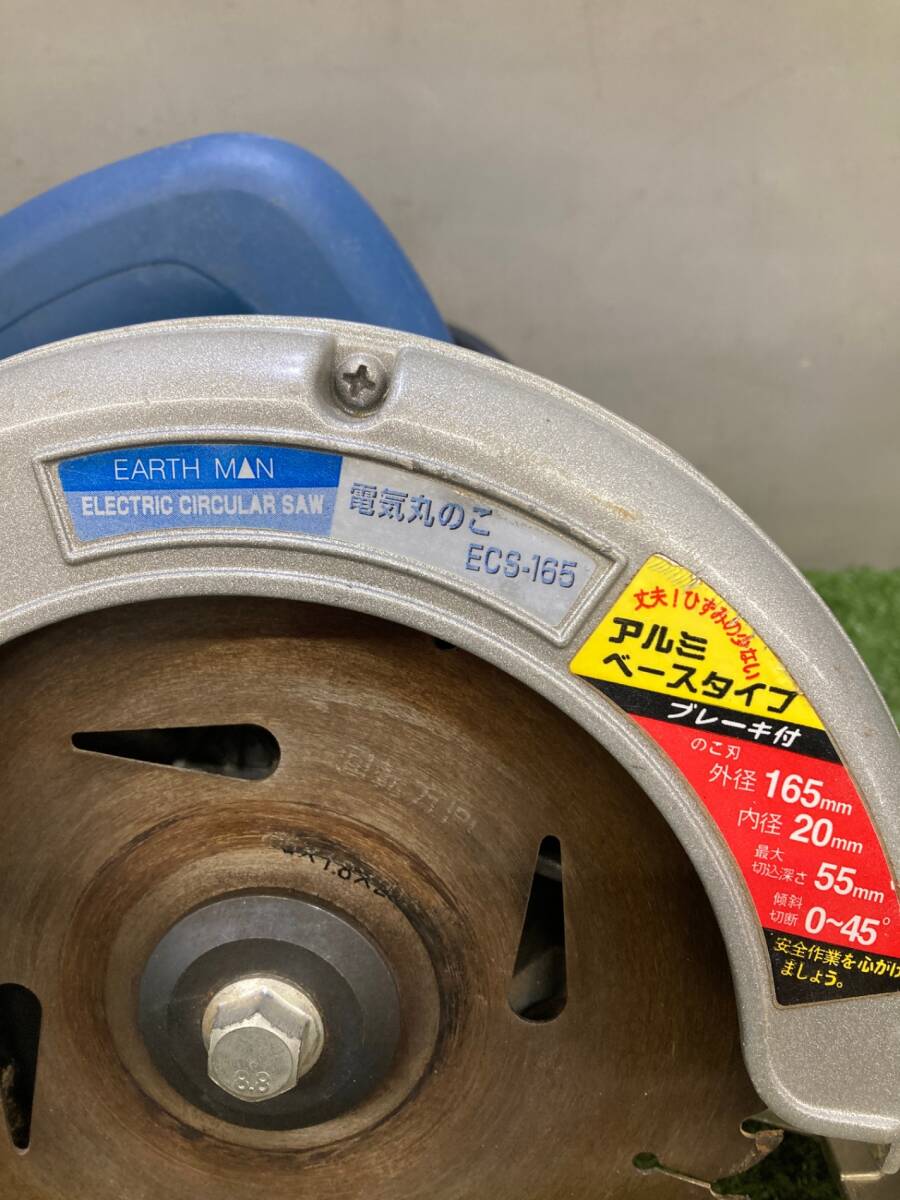 EARTH MAN
ELECTRIC CIRCULAR SAW
電気丸のこ
ECS-165
丈夫!ひずみの少ない
アルミ
ベースタイプ
ブレーキ付
のこ刃
外径 165mm
内径 20mm
最大
切込深さ 55mm
傾斜
切断 0~45°
安全作業を心がけ
ましょう。
8.8